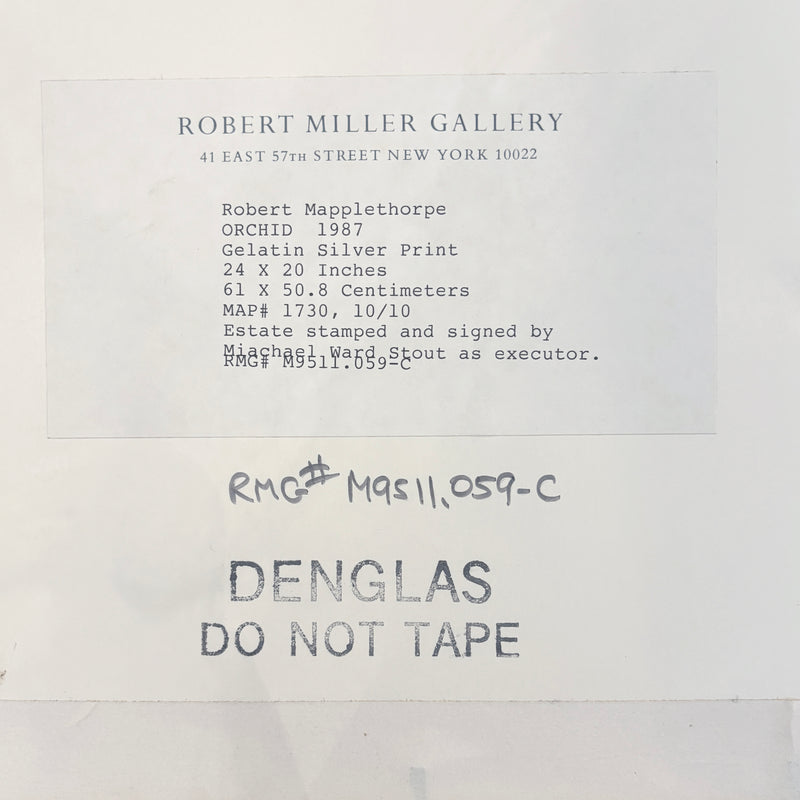 ROBERT MILLER GALLERY
41 EAST 57TH STREET NEW YORK 10022
Robert Mapplethorpe
ORCHID 1987
Gelatin Silver Print
24 X 20 Inches
61 X 50.8 Centimeters
MAP# 1730, 10/10
Estate stamped and signed by
Miachael Ward Stout as executor.
RMG# M9511.059-C
RMG# M9511.059-C
DENGLAS
DO NOT TAPE